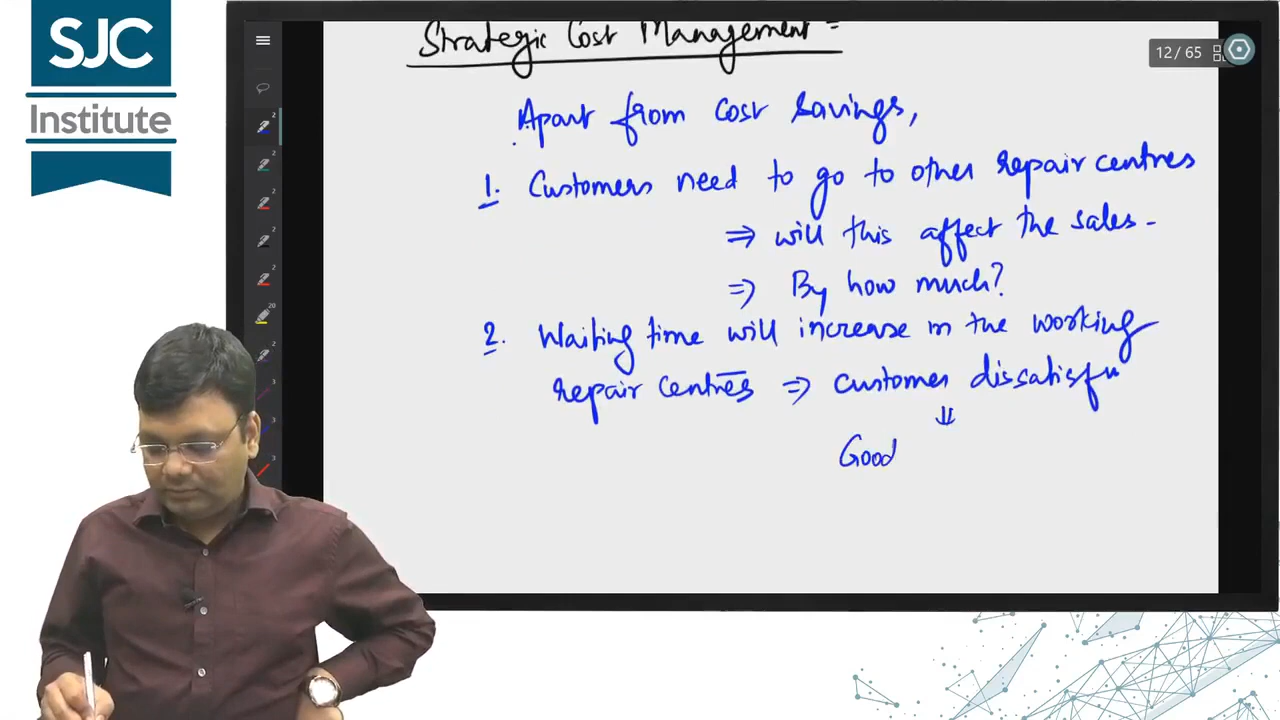 SJC
Institute
12/65
Strategic Cost Management =
Apart from cost savings,
1. Customers need to go to other repair centres
⇒ will this affect the sales -
⇒ By how much?
2. Waiting time will increase in the working
repair centres ⇒ customer dissatisfu
⇓
Good